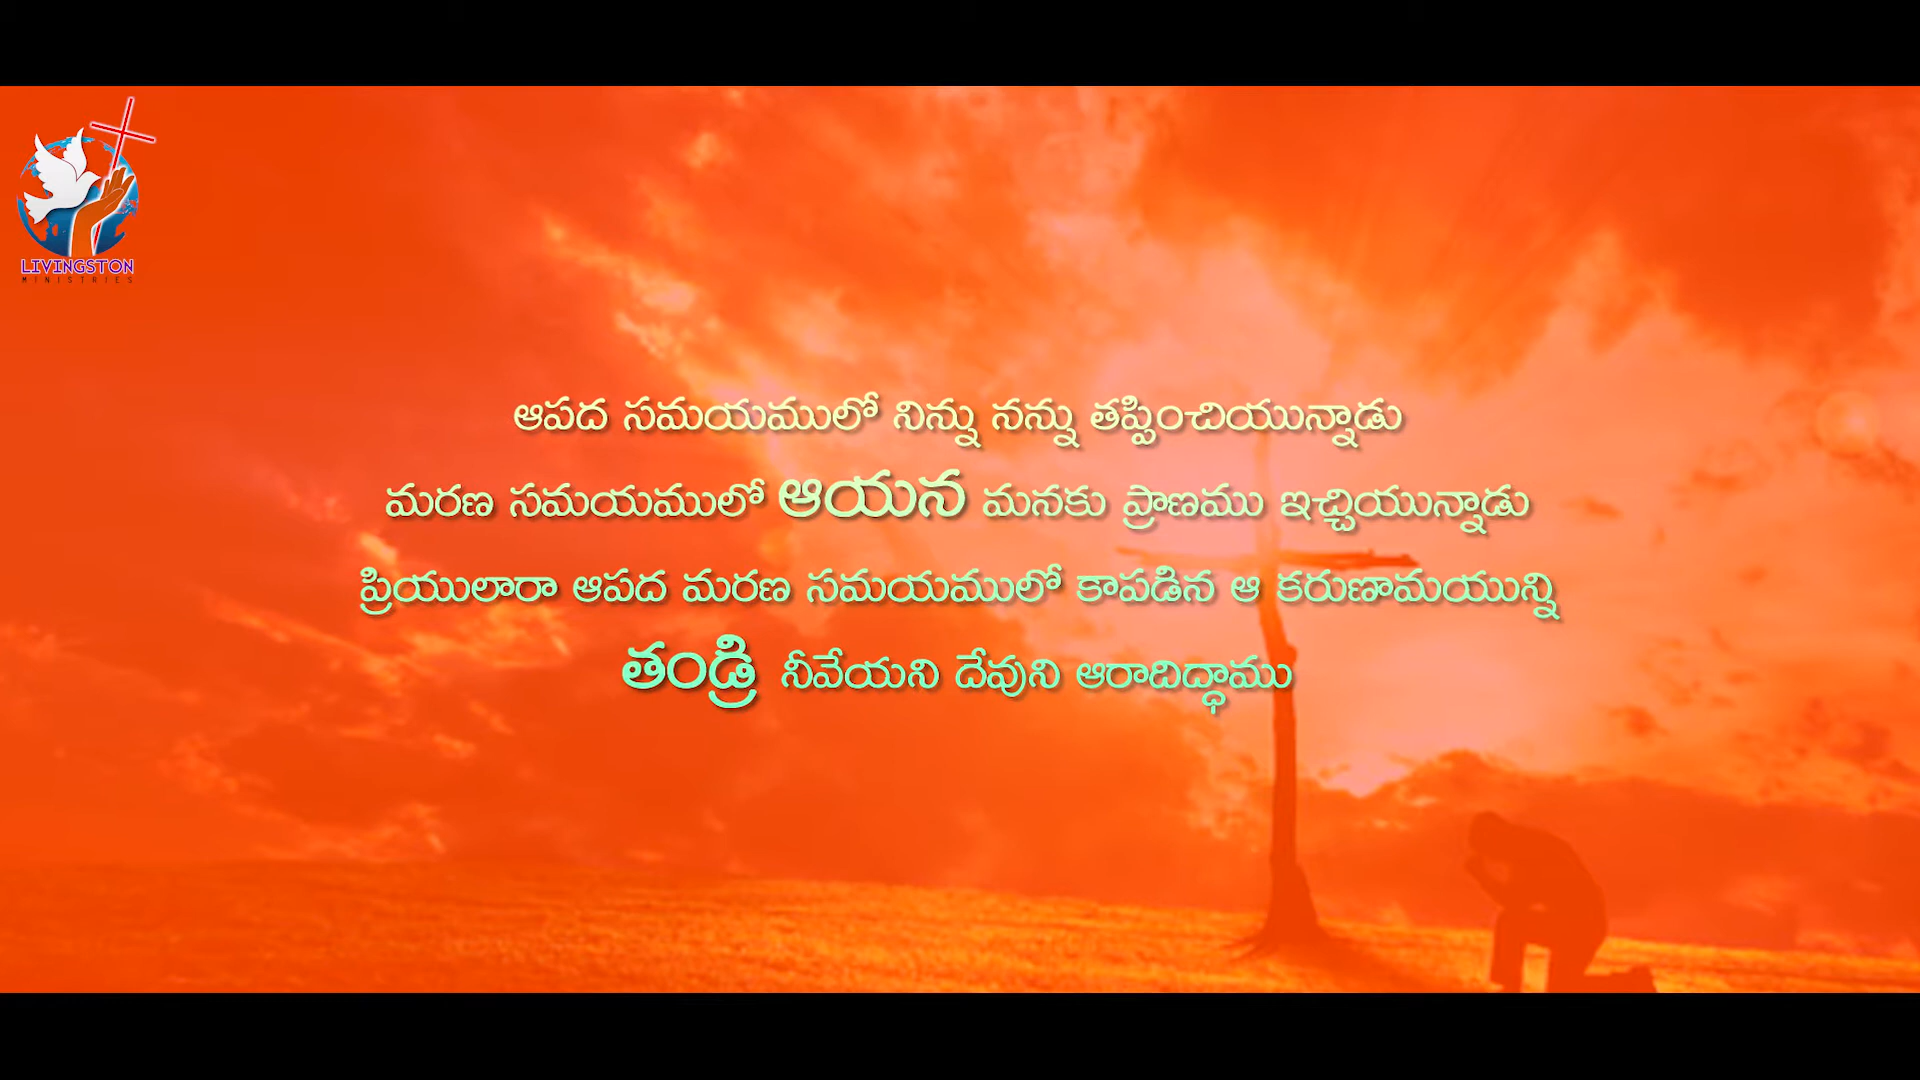 LIVINGSTON
MINISTRIES
ఆపద సమయములో నిన్ను నన్ను తప్పించియున్నాడు
మరణ సమయములో ఆయన మనకు ప్రాణము ఇచ్చియున్నాడు
ప్రియులారా ఆపద మరణ సమయములో కాపడిన ఆ కరుణామయున్ని
తండ్రి నీవేయని దేవుని ఆరాదిద్ధాము